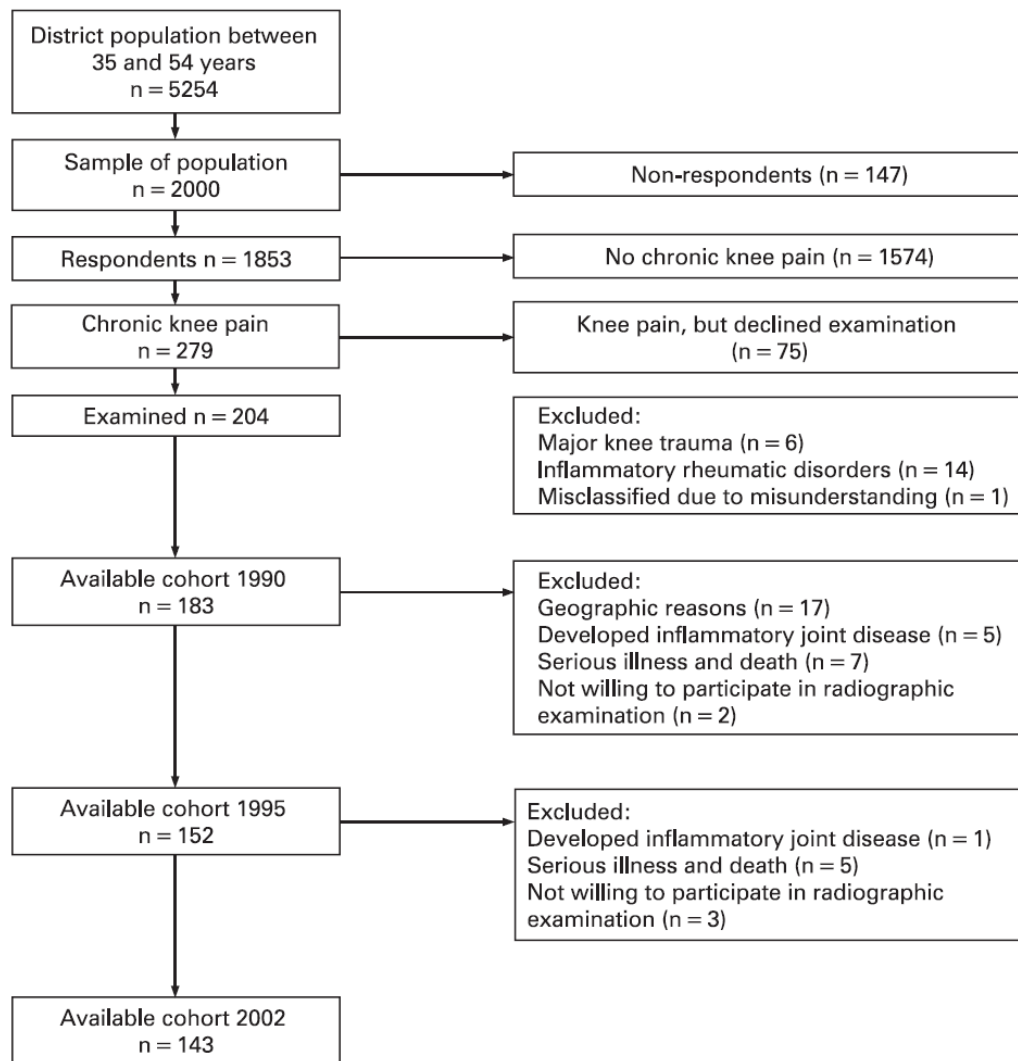 District population between
35 and 54 years
n = 5254
Sample of population
n = 2000
Non-respondents (n = 147)
Respondents n = 1853
No chronic knee pain (n = 1574)
Chronic knee pain
n = 279
Knee pain, but declined examination
(n = 75)
Examined n = 204
Excluded:
Major knee trauma (n = 6)
Inflammatory rheumatic disorders (n = 14)
Misclassified due to misunderstanding (n = 1)
Available cohort 1990
n = 183
Excluded:
Geographic reasons (n = 17)
Developed inflammatory joint disease (n = 5)
Serious illness and death (n = 7)
Not willing to participate in radiographic
examination (n = 2)
Available cohort 1995
n = 152
Excluded:
Developed inflammatory joint disease (n = 1)
Serious illness and death (n = 5)
Not willing to participate in radiographic
examination (n = 3)
Available cohort 2002
n = 143